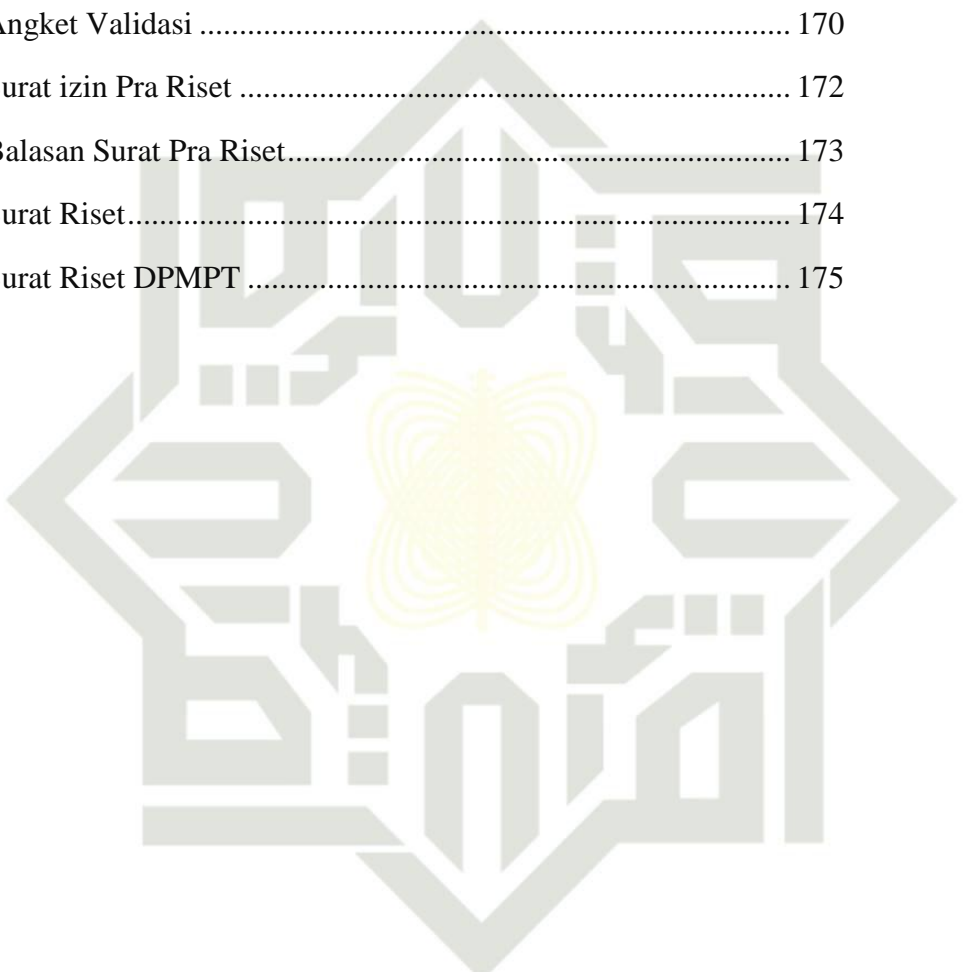 Angket Validasi .......................................................................... 170
urat izin Pra Riset ..................................................................... 172
Balasan Surat Pra Riset............................................................... 173
urat Riset................................................................................... 174
urat Riset DPMPT .................................................................... 175